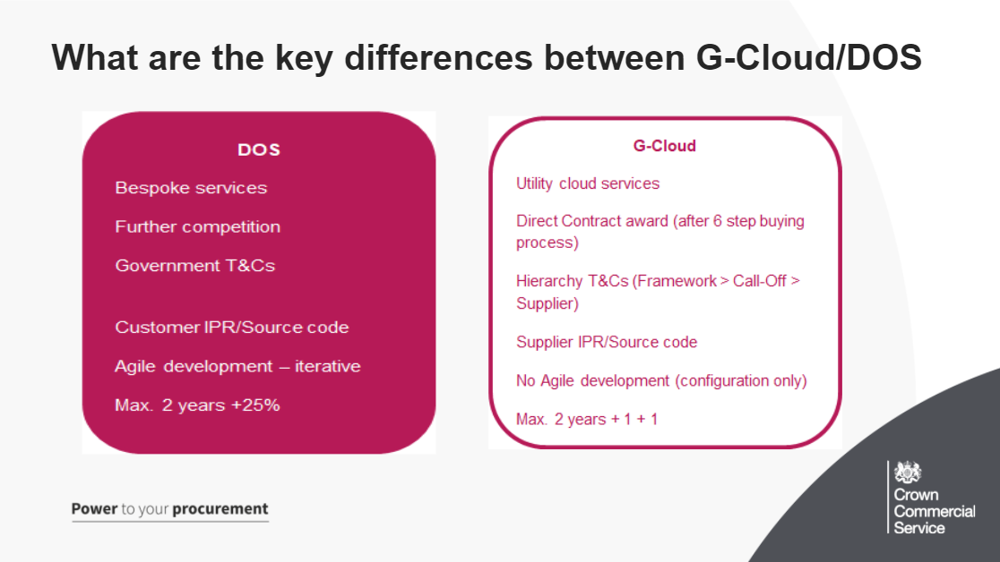 What are the key differences between G-Cloud/DOS
DOS
Bespoke services
Further competition
Government T&Cs
Customer IPR/Source code
Agile development – iterative
Max. 2 years +25%
G-Cloud
Utility cloud services
Direct Contract award (after 6 step buying
process)
Hierarchy T&Cs (Framework > Call-Off >
Supplier)
Supplier IPR/Source code
No Agile development (configuration only)
Max. 2 years + 1 + 1
Power to your procurement
Crown
Commercial
Service